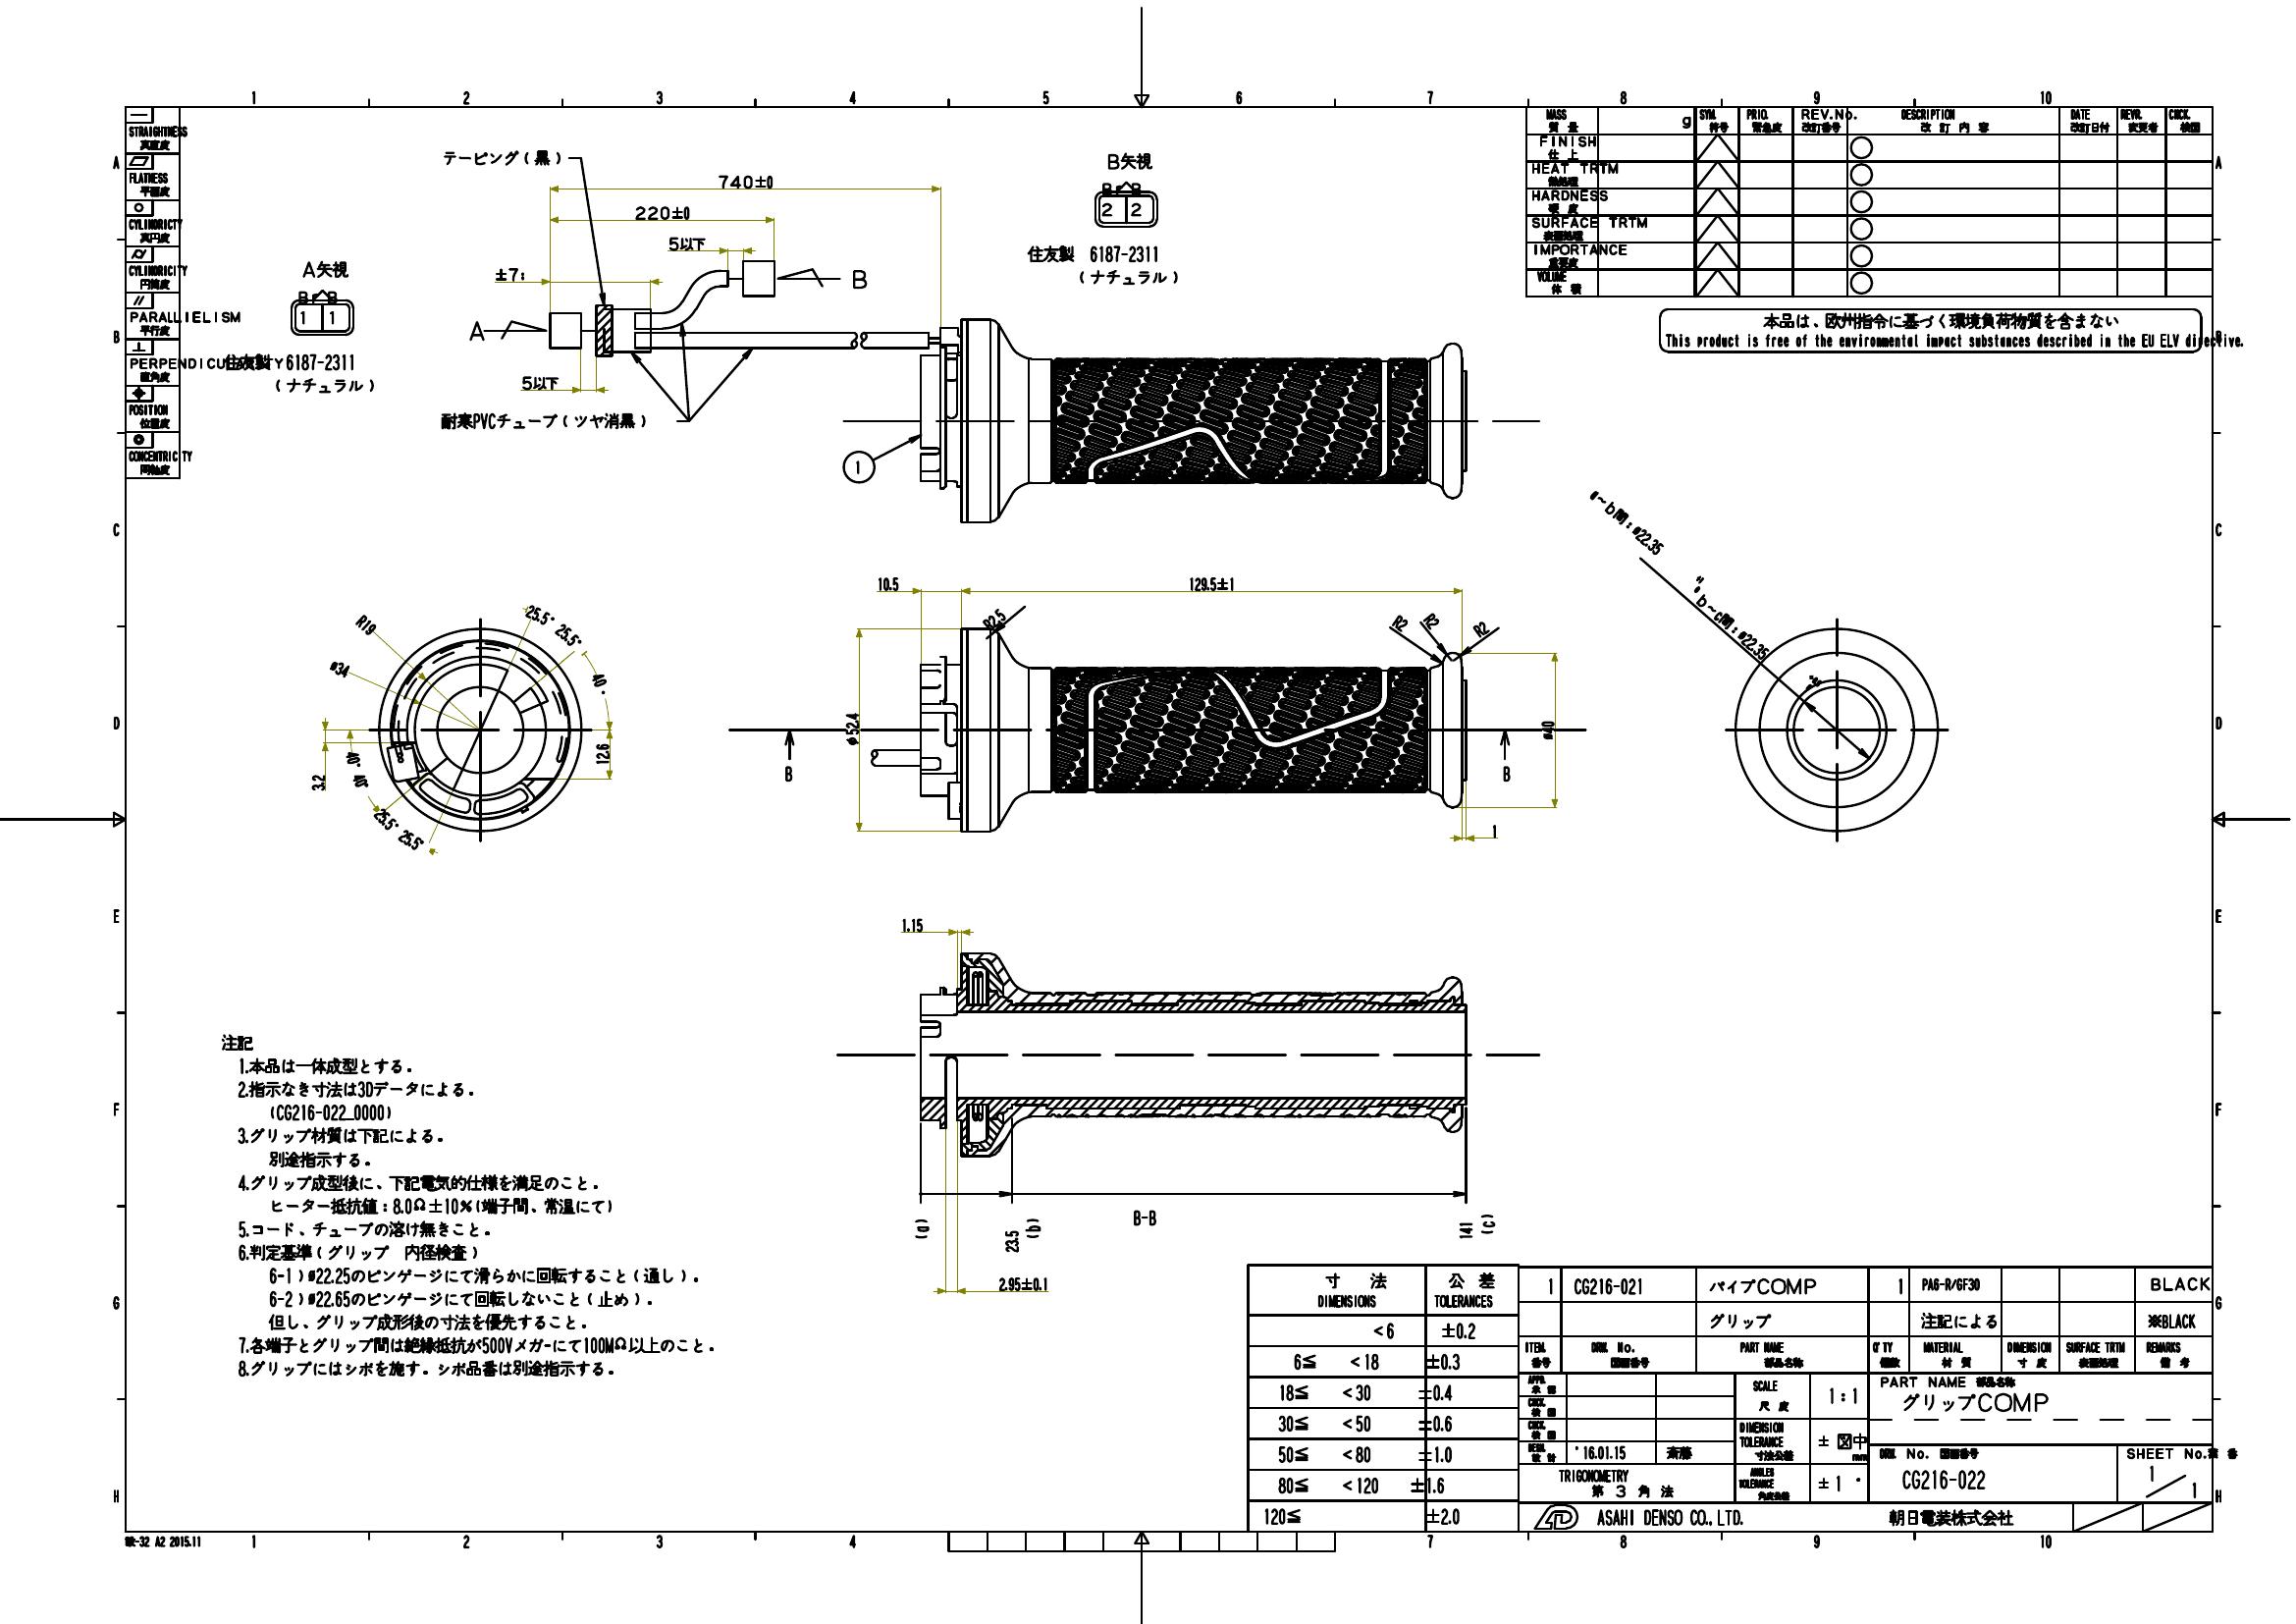 1 2 3 4 5 6 7 8 9 10
A
B
C
D
E
F
G
H
STRAIGHTNESS
真直度
FLATNESS
平面度
CYLINDRICTY
真円度
CYLINDRICITY
円筒度
PARALLIELISM
平行度
PERPENDICULARITY
直角度
POSITION
位置度
CONCENTRICITY
同軸度
A矢視
B B
1 1
住友製 6187-2311
(ナチュラル)
テーピング(黒)
740±0
220±0
5以下
±7:
B
A
5以下
耐寒PVCチューブ(ツヤ消黒)
B矢視
B B
2 2
住友製 6187-2311
(ナチュラル)
1
MASS
質量
g
SYM.
符号
PRIO.
緊急度
REV.No.
改訂番号
DESCRIPTION
改訂内容
DATE
改訂日付
REVR.
変更者
CHCK.
検図
FINISH
仕上
HEAT TRTM
熱処理
HARDNESS
硬度
SURFACE TRTM
表面処理
IMPORTANCE
重要度
VOLUME
体積
本品は、欧州指令に基づく環境負荷物質を含まない
This product is free of the environmental impact substances described in the EU ELV directive.
R19
ø34
25.5° 25.5°
40°
12.6
3.2
40° 40°
25.5° 25.5°
10.5
129.5±1
R2.5
R2
R3
R2
ø52.4
ø40
B
B
1
a~b間:ø22.35
b~c間:ø22.35
1.15
(a)
23.5
(b)
B-B
141
(c)
2.95±0.1
注記
1.本品は一体成型とする.
2.指示なき寸法は3Dデータによる.
(CG216-022_0000)
3.グリップ材質は下記による.
別途指示する.
4.グリップ成型後に、下記電気的仕様を満足のこと.
ヒーター抵抗値:8.0Ω±10%(端子間、常温にて)
5.コード、チューブの溶け無きこと.
6.判定基準(グリップ 内径検査)
6-1)ø22.25のピンゲージにて滑らかに回転すること(通し).
6-2)ø22.65のピンゲージにて回転しないこと(止め).
但し、グリップ成形後の寸法を優先すること.
7.各端子とグリップ間は絶縁抵抗が500Vメガーにて100MΩ以上のこと.
8.グリップにはシボを施す.シボ品番は別途指示する.
寸法 公差
DIMENSIONS TOLERANCES
<6 ±0.2
6≦ <18 ±0.3
18≦ <30 ±0.4
30≦ <50 ±0.6
50≦ <80 ±1.0
80≦ <120 ±1.6
120≦ ±2.0
1 CG216-021 パイプCOMP 1 PA6-R/GF30 BLACK
グリップ 注記による ※BLACK
ITEM. DRW. No. PART NAME Q'TY MATERIAL DIMENSION SURFACE TRTM REMARKS
番号 図面番号 部品名称 個数 材質 寸度 表面処理 備考
APPD.
承認
CHCK.
検図
CHCK.
検図
DESN.
設計
'16.01.15 斎藤
SCALE
尺度
1:1
DIMENSION
TOLERANCE
寸法公差
± 図中
mm
ANGLES
TOLERANCE
角度公差
±1 °
TRIGONOMETRY
第3角法
PART NAME 部品名称
グリップCOMP
DRW. No. 図面番号
CG216-022
SHEET No.葉番
1/1
ASAHI DENSO CO., LTD.
朝日電装株式会社
A2 2015.11
1 2 3 4 7 8 9 10